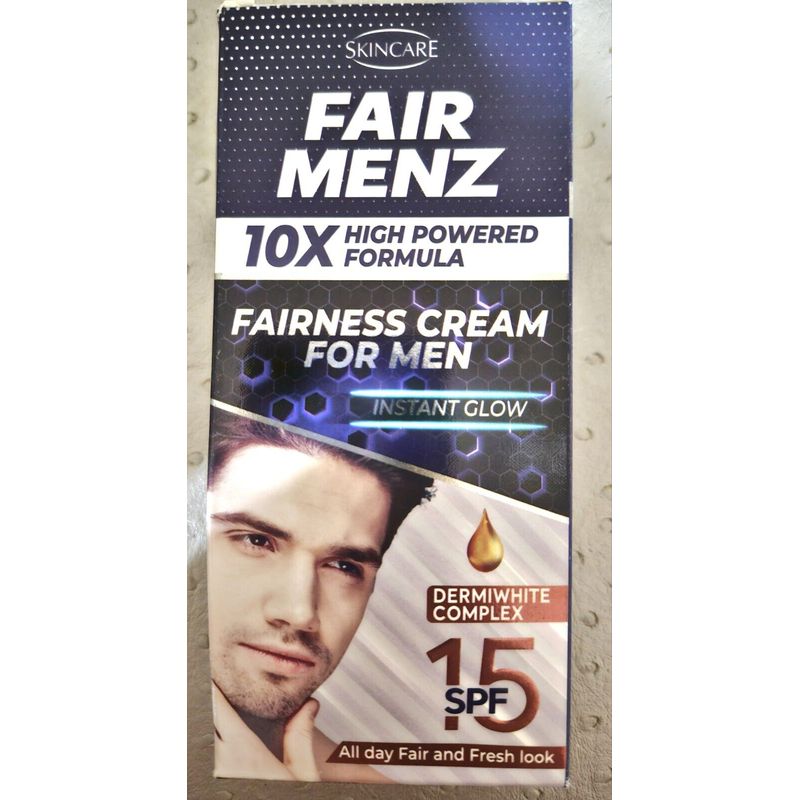 SKINCARE
FAIR
MENZ
10X HIGH POWERED
FORMULA
FAIRNESS CREAM
FOR MEN
INSTANT GLOW
DERMIWHITE
COMPLEX
15
SPF
All day Fair and Fresh look